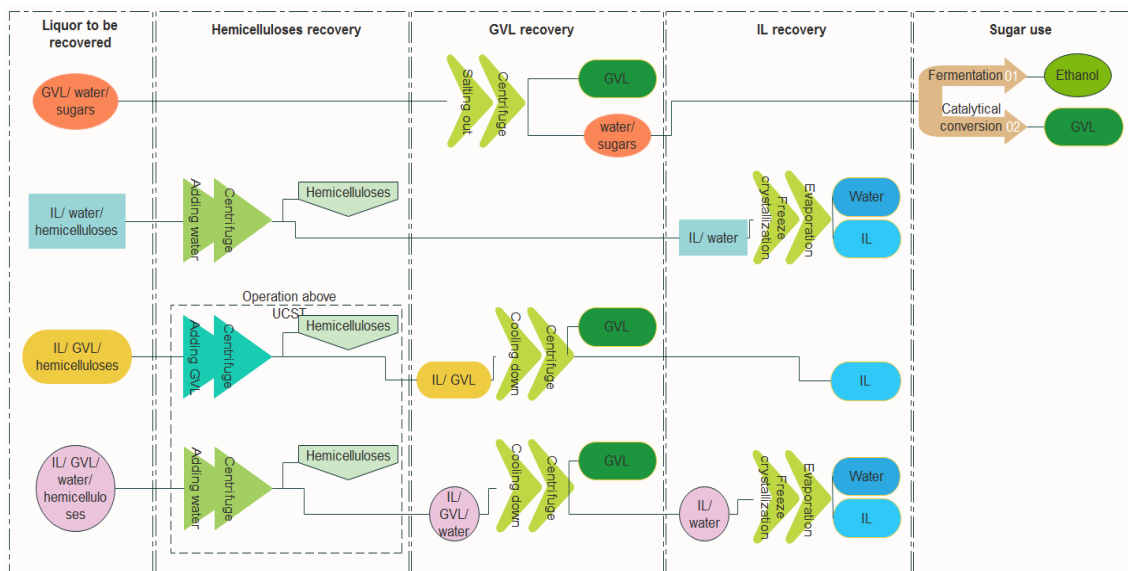 Liquor to be
recovered
Hemicelluloses recovery
GVL recovery
IL recovery
Sugar use
GVL/ water/
sugars
Salting out
Centrifuge
GVL
water/
sugars
Fermentation 01
Ethanol
Catalytical
conversion 02
GVL
IL/ water/
hemicelluloses
Adding water
Centrifuge
Hemicelluloses
IL/ water
Freeze
crystallization
Evaporation
Water
IL
Operation above
UCST
IL/ GVL/
hemicelluloses
Adding GVL
Centrifuge
Hemicelluloses
IL/ GVL
Cooling down
Centrifuge
GVL
IL
IL/ GVL/
water/
hemicellulo
ses
Adding water
Centrifuge
Hemicelluloses
IL/
GVL/
water
Cooling down
Centrifuge
GVL
IL/
water
Freeze
crystallization
Evaporation
Water
IL